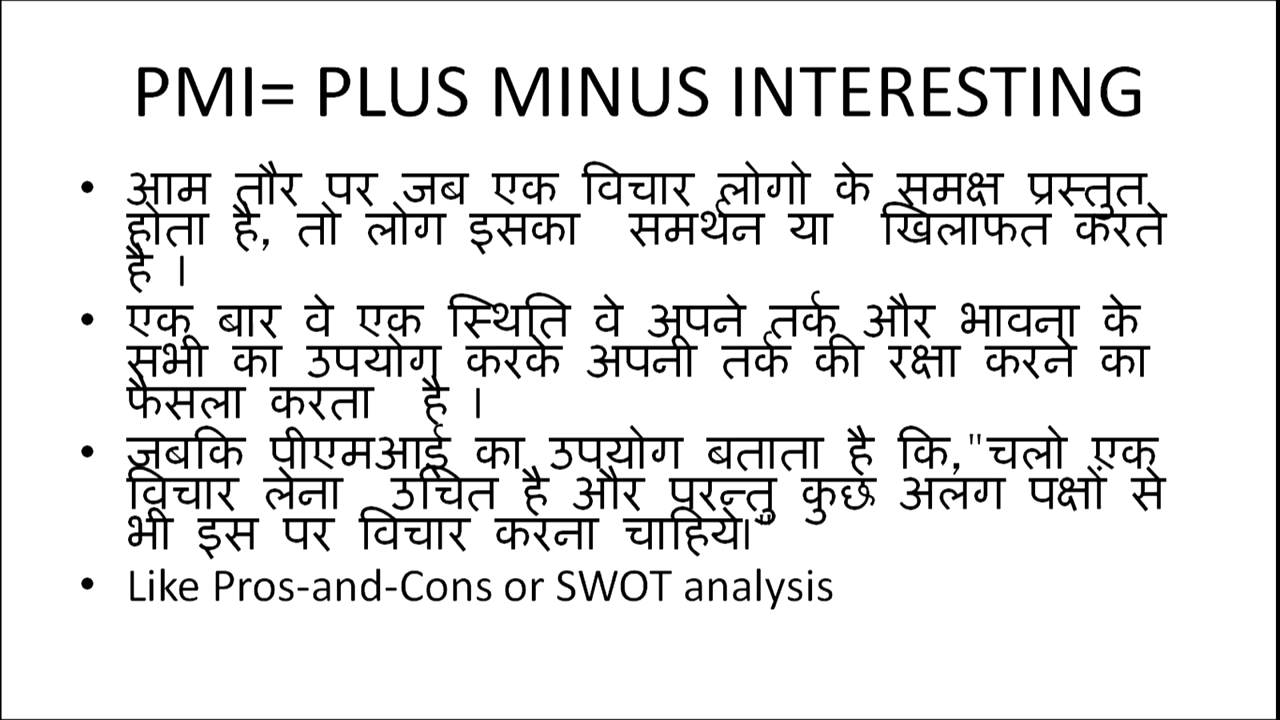 PMI= PLUS MINUS INTERESTING
• आम तौर पर जब एक विचार लोगो के समक्ष प्रस्तुत
होता है, तो लोग इसका समर्थन या खिलाफत करते
है ।
• एक बार वे एक स्थिति वे अपने तर्क और भावना के
सभी का उपयोग करके अपनी तर्क की रक्षा करने का
फैसला करता है ।
• जबकि पीएमआई का उपयोग बताता है कि,"चलो एक
विचार लेना उचित है और परन्तु कुछ अलग पक्षों से
भी इस पर विचार करना चाहिये।"
• Like Pros-and-Cons or SWOT analysis